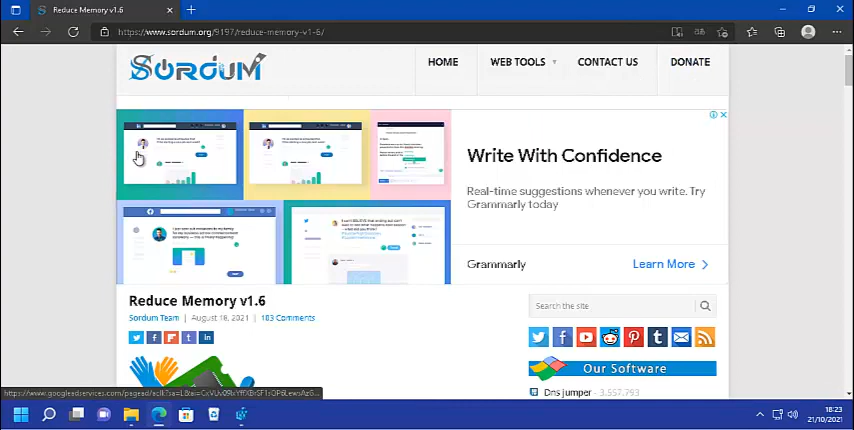 Reduce Memory v1.6
https://www.sordum.org/9197/reduce-memory-v1-6/
SORDUM
HOME
WEB TOOLS
CONTACT US
DONATE
Write With Confidence
Real-time suggestions whenever you write. Try
Grammarly today
Grammarly
Learn More
Reduce Memory v1.6
Sordum Team
August 16, 2021
183 Comments
Search the site
Our Software
Dns jumper - 3,557,793
18:23
21/10/2021